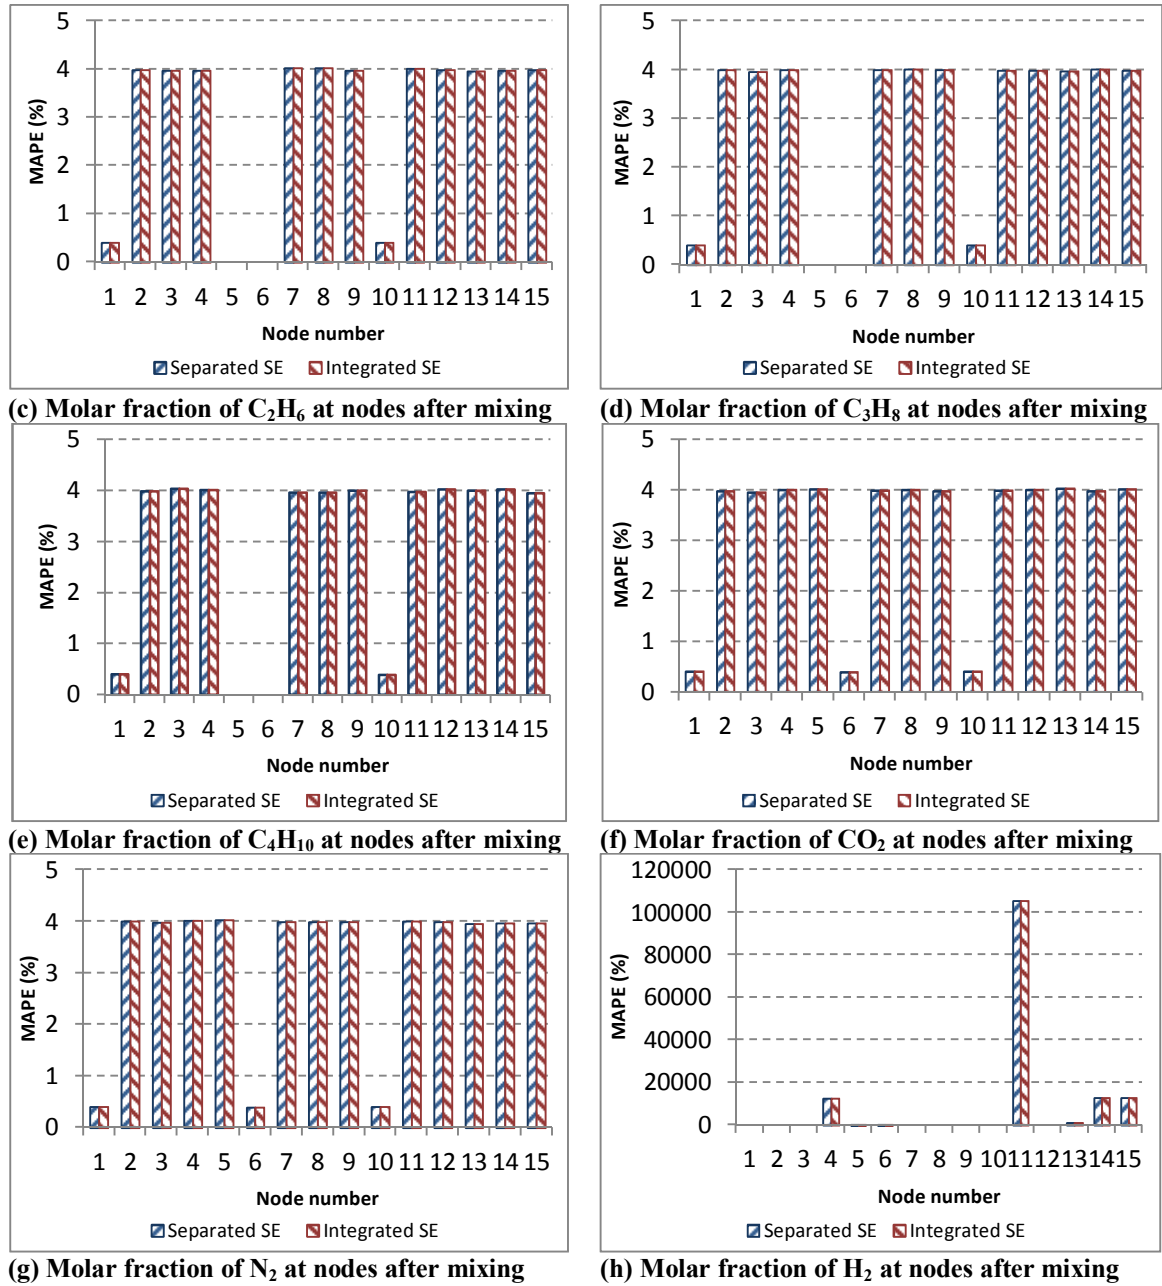 5
4
3
2
1
0
MAPE (%)
1 2 3 4 5 6 7 8 9 10 11 12 13 14 15
Node number
Separated SE Integrated SE
(c) Molar fraction of C₂H₆ at nodes after mixing
5
4
3
2
1
0
MAPE (%)
1 2 3 4 5 6 7 8 9 10 11 12 13 14 15
Node number
Separated SE Integrated SE
(d) Molar fraction of C₃H₈ at nodes after mixing
5
4
3
2
1
0
MAPE (%)
1 2 3 4 5 6 7 8 9 10 11 12 13 14 15
Node number
Separated SE Integrated SE
(e) Molar fraction of C₄H₁₀ at nodes after mixing
5
4
3
2
1
0
MAPE (%)
1 2 3 4 5 6 7 8 9 10 11 12 13 14 15
Node number
Separated SE Integrated SE
(f) Molar fraction of CO₂ at nodes after mixing
5
4
3
2
1
0
MAPE (%)
1 2 3 4 5 6 7 8 9 10 11 12 13 14 15
Node number
Separated SE Integrated SE
(g) Molar fraction of N₂ at nodes after mixing
120000
100000
80000
60000
40000
20000
0
MAPE (%)
1 2 3 4 5 6 7 8 9 10 11 12 13 14 15
Node number
Separated SE Integrated SE
(h) Molar fraction of H₂ at nodes after mixing